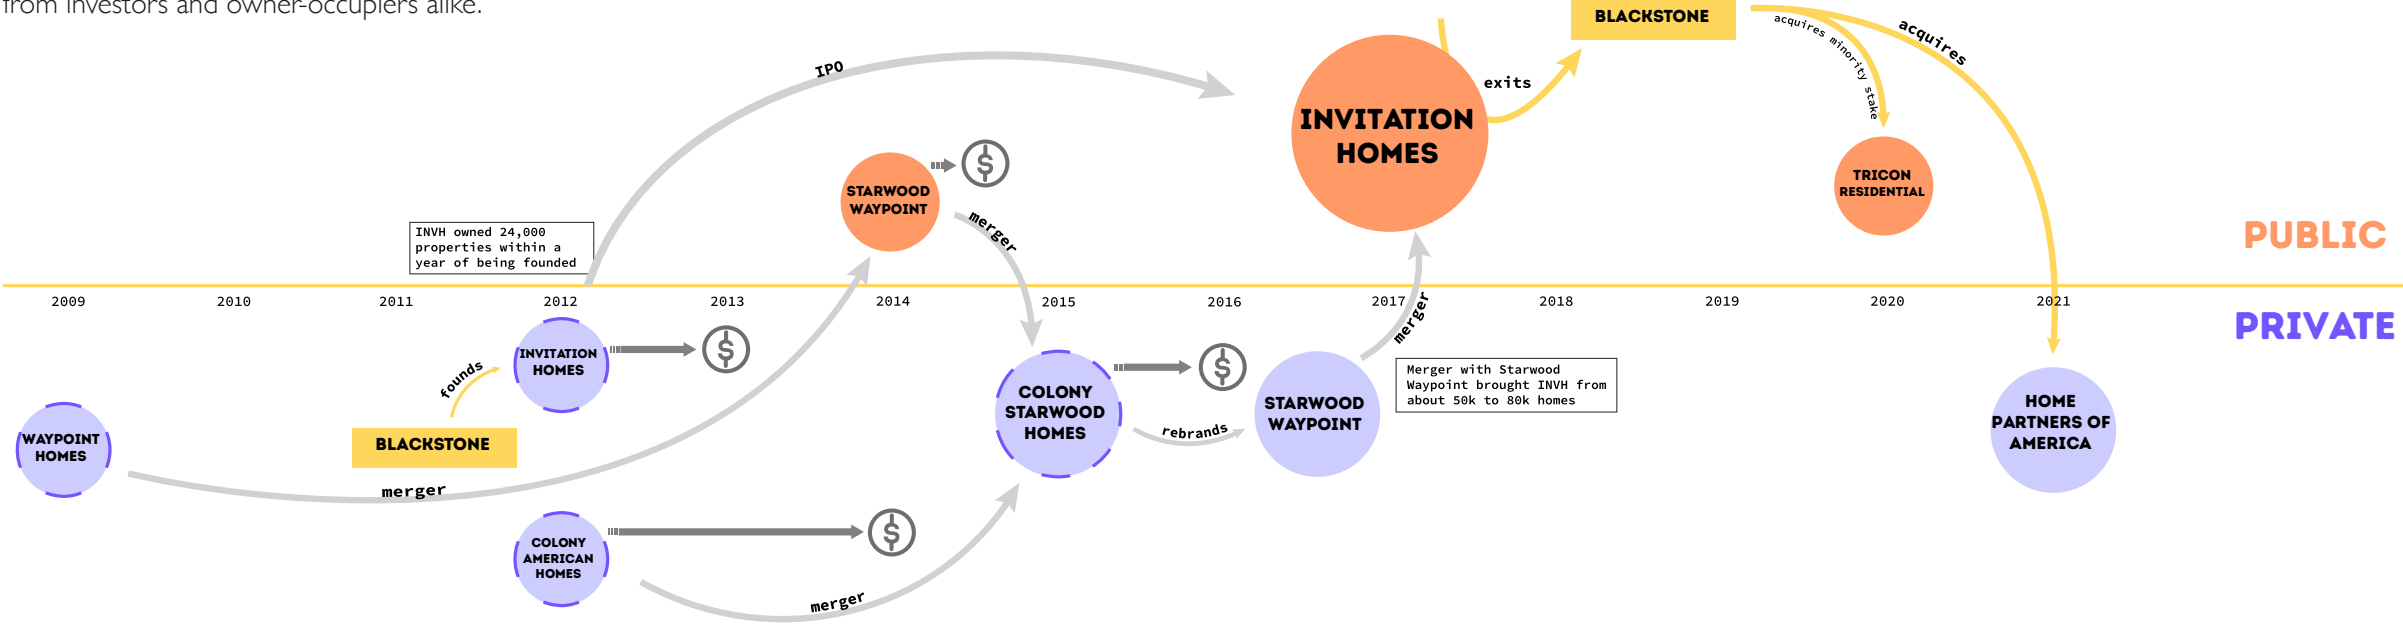 from investors and owner-occupiers alike.
BLACKSTONE
acquires minority stake
acquires
IPO
exits
INVITATION
HOMES
STARWOOD
WAYPOINT
$
merger
TRICON
RESIDENTIAL
INVH owned 24,000
properties within a
year of being founded
PUBLIC
2009 2010 2011 2012 2013 2014 2015 2016 2017 2018 2019 2020 2021
PRIVATE
INVITATION
HOMES
$
founds
BLACKSTONE
WAYPOINT
HOMES
merger
COLONY
STARWOOD
HOMES
$
rebrands
STARWOOD
WAYPOINT
merger
Merger with Starwood
Waypoint brought INVH from
about 50k to 80k homes
HOME
PARTNERS OF
AMERICA
COLONY
AMERICAN
HOMES
$
merger